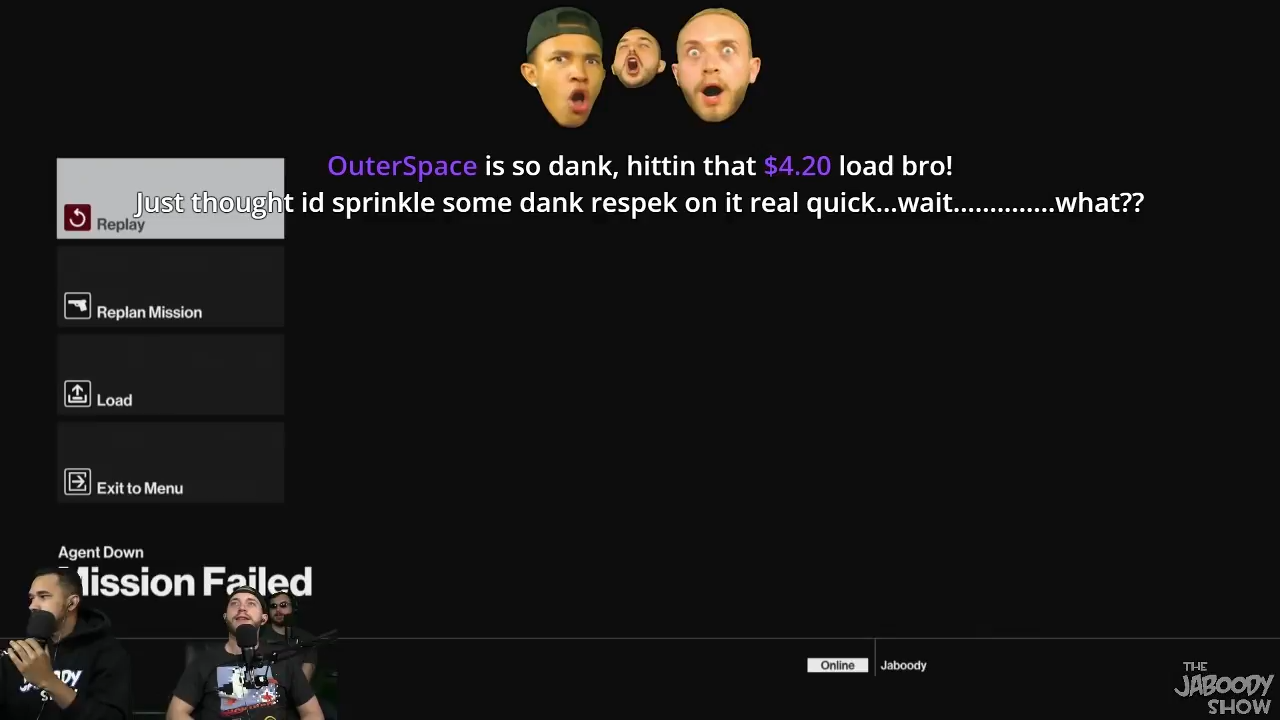 OuterSpace is so dank, hittin that $4.20 load bro!
Just thought id sprinkle some dank respek on it real quick...wait..............what??
Replay
Replan Mission
Load
Exit to Menu
Agent Down
Mission Failed
JABOODY
Online
Jaboody
THE
JABOODY
SHOW